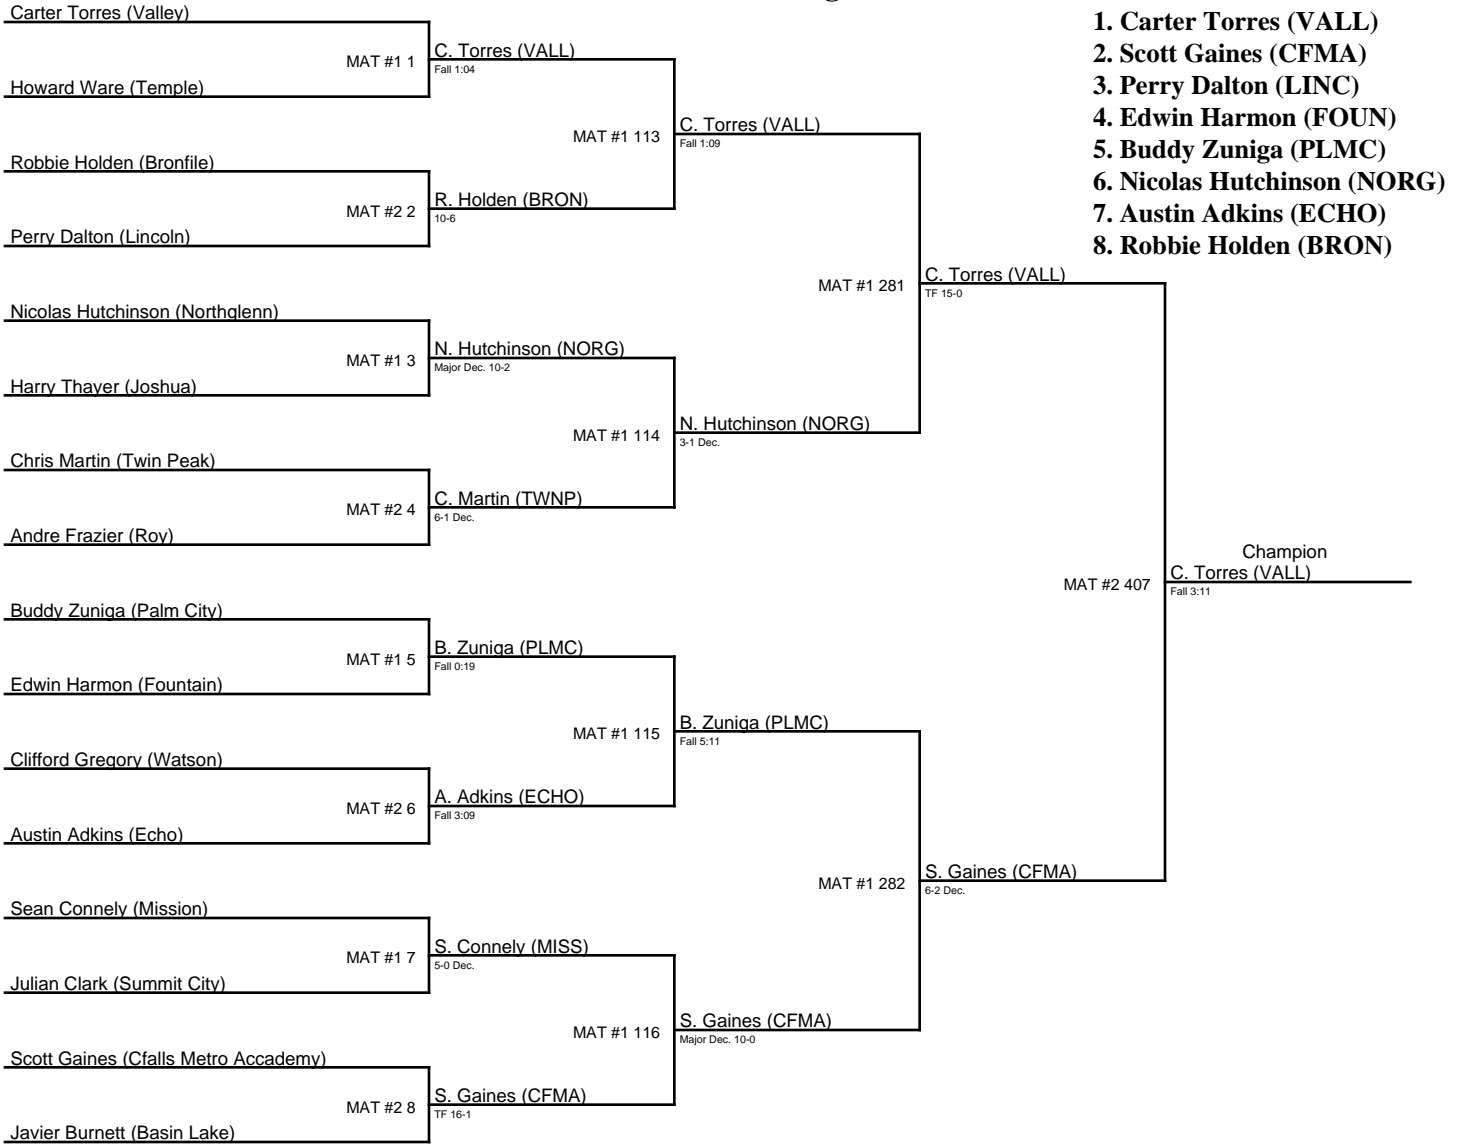 Carter Torres (Valley)
MAT #1 1
C. Torres (VALL)
Fall 1:04
Howard Ware (Temple)
MAT #1 113
C. Torres (VALL)
Fall 1:09
Robbie Holden (Bronfile)
MAT #2 2
R. Holden (BRON)
10-6
Perry Dalton (Lincoln)
MAT #1 281
C. Torres (VALL)
TF 15-0
Nicolas Hutchinson (Northglenn)
MAT #1 3
N. Hutchinson (NORG)
Major Dec. 10-2
Harry Thayer (Joshua)
MAT #1 114
N. Hutchinson (NORG)
3-1 Dec.
Chris Martin (Twin Peak)
MAT #2 4
C. Martin (TWNP)
6-1 Dec.
Andre Frazier (Roy)
MAT #2 407
Champion
C. Torres (VALL)
Fall 3:11
Buddy Zuniga (Palm City)
MAT #1 5
B. Zuniga (PLMC)
Fall 0:19
Edwin Harmon (Fountain)
MAT #1 115
B. Zuniga (PLMC)
Fall 5:11
Clifford Gregory (Watson)
MAT #2 6
A. Adkins (ECHO)
Fall 3:09
Austin Adkins (Echo)
MAT #1 282
S. Gaines (CFMA)
6-2 Dec.
Sean Connely (Mission)
MAT #1 7
S. Connely (MISS)
5-0 Dec.
Julian Clark (Summit City)
MAT #1 116
S. Gaines (CFMA)
Major Dec. 10-0
Scott Gaines (Cfalls Metro Accademy)
MAT #2 8
S. Gaines (CFMA)
TF 16-1
Javier Burnett (Basin Lake)
1. Carter Torres (VALL)
2. Scott Gaines (CFMA)
3. Perry Dalton (LINC)
4. Edwin Harmon (FOUN)
5. Buddy Zuniga (PLMC)
6. Nicolas Hutchinson (NORG)
7. Austin Adkins (ECHO)
8. Robbie Holden (BRON)